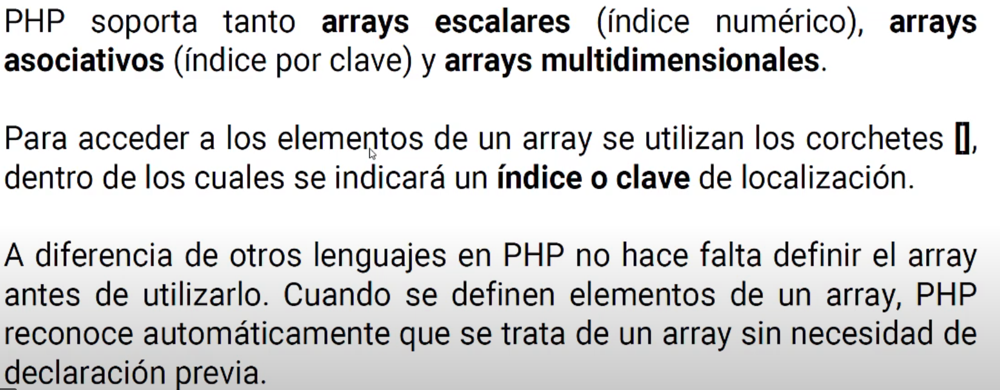 PHP soporta tanto arrays escalares (índice numérico), arrays
asociativos (índice por clave) y arrays multidimensionales.
Para acceder a los elementos de un array se utilizan los corchetes [],
dentro de los cuales se indicará un índice o clave de localización.
A diferencia de otros lenguajes en PHP no hace falta definir el array
antes de utilizarlo. Cuando se definen elementos de un array, PHP
reconoce automáticamente que se trata de un array sin necesidad de
declaración previa.